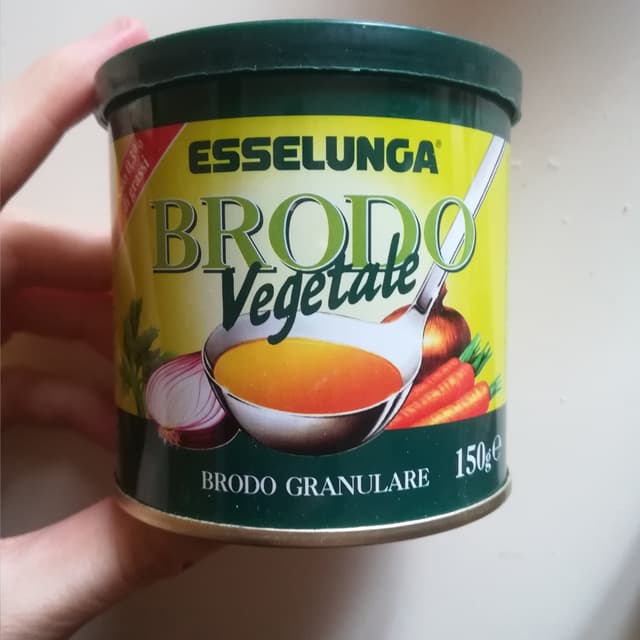 ESSELUNGA®
BRODO
Vegetale
BRODO GRANULARE
150g e